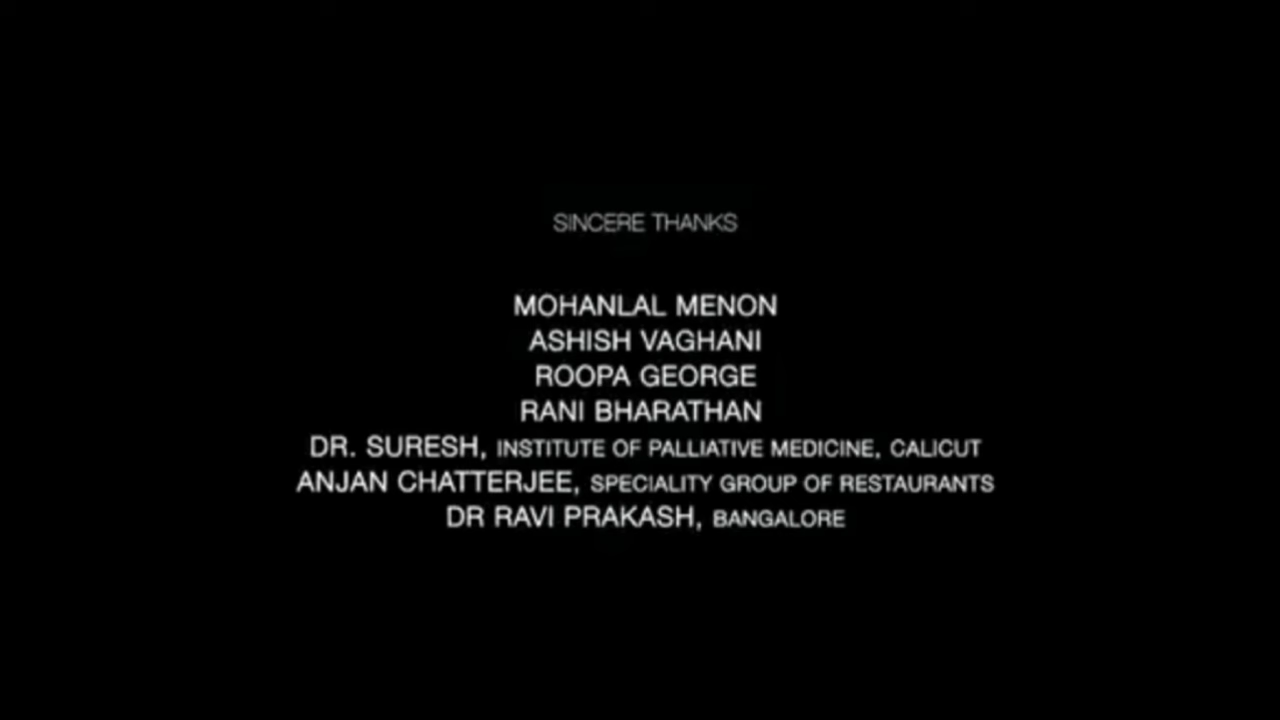 SINCERE THANKS
MOHANLAL MENON
ASHISH VAGHANI
ROOPA GEORGE
RANI BHARATHAN
DR. SURESH, INSTITUTE OF PALLIATIVE MEDICINE, CALICUT
ANJAN CHATTERJEE, SPECIALITY GROUP OF RESTAURANTS
DR RAVI PRAKASH, BANGALORE